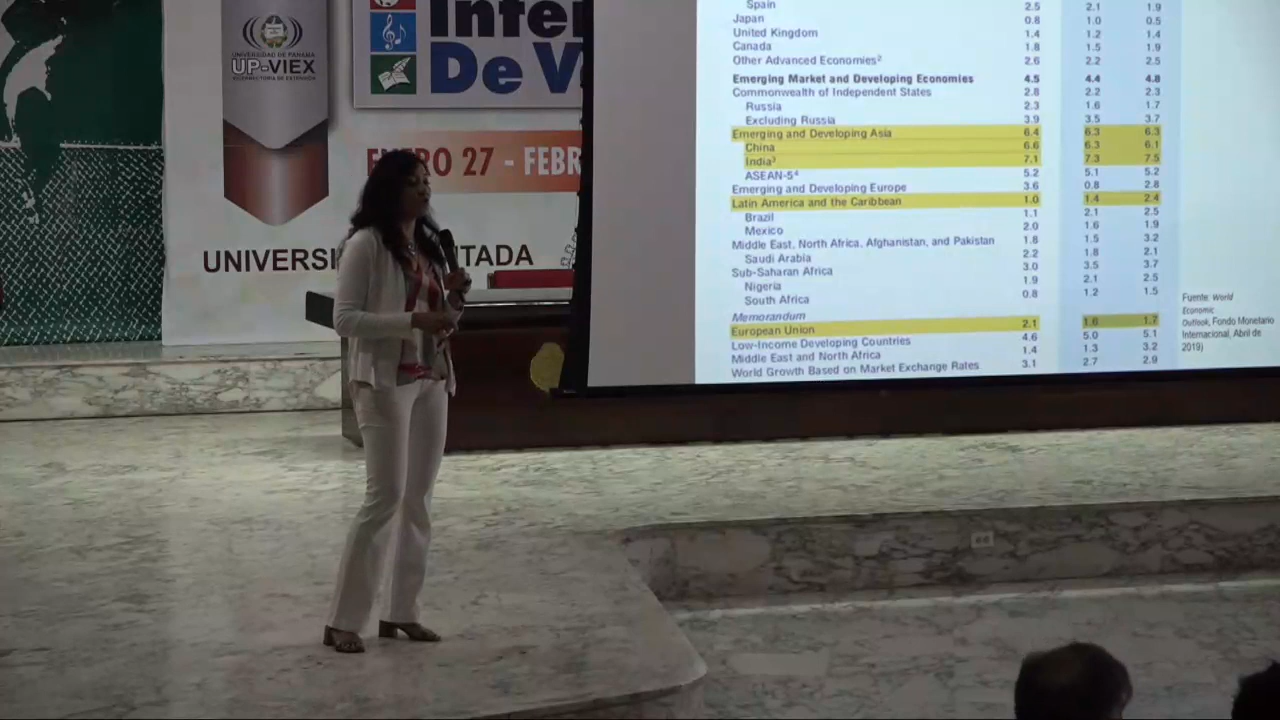 UNIVERSIDAD DE PANAMÁ
UP-VIEX
VICERRECTORÍA DE EXTENSIÓN
Inter
De V
ENERO 27 - FEBR
UNIVERSI
TADA
Spain 2.5 2.1 1.9
Japan 0.8 1.0 0.5
United Kingdom 1.4 1.2 1.4
Canada 1.8 1.5 1.9
Other Advanced Economies² 2.6 2.2 2.5
Emerging Market and Developing Economies 4.5 4.4 4.8
Commonwealth of Independent States 2.8 2.2 2.3
Russia 2.3 1.6 1.7
Excluding Russia 3.9 3.5 3.7
Emerging and Developing Asia 6.4 6.3 6.3
China 6.6 6.3 6.1
India³ 7.1 7.3 7.5
ASEAN-5⁴ 5.2 5.1 5.2
Emerging and Developing Europe 3.6 0.8 2.8
Latin America and the Caribbean 1.0 1.4 2.4
Brazil 1.1 2.1 2.5
Mexico 2.0 1.6 1.9
Middle East, North Africa, Afghanistan, and Pakistan 1.8 1.5 3.2
Saudi Arabia 2.2 1.8 2.1
Sub-Saharan Africa 3.0 3.5 3.7
Nigeria 1.9 2.1 2.5
South Africa 0.8 1.2 1.5
Memorandum
European Union 2.1 1.6 1.7
Low-Income Developing Countries 4.6 5.0 5.1
Middle East and North Africa 1.4 1.3 3.2
World Growth Based on Market Exchange Rates 3.1 2.7 2.9
Fuente: World
Economic
Outlook, Fondo Monetario
Internacional, Abril de
2019)